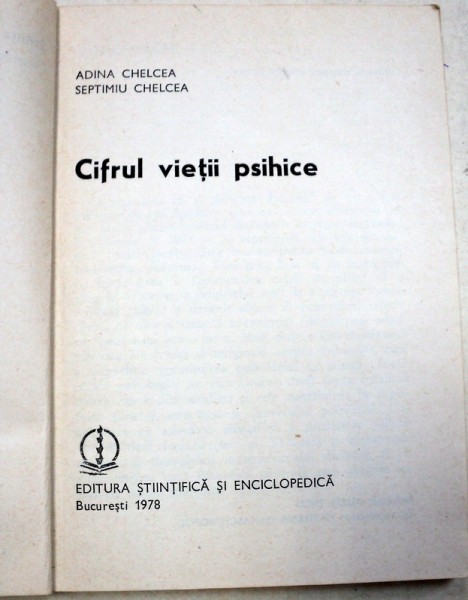 ADINA CHELCEA
SEPTIMIU CHELCEA
Cifrul vieții psihice
EDITURA ȘTIINȚIFICĂ ȘI ENCICLOPEDICĂ
București 1978